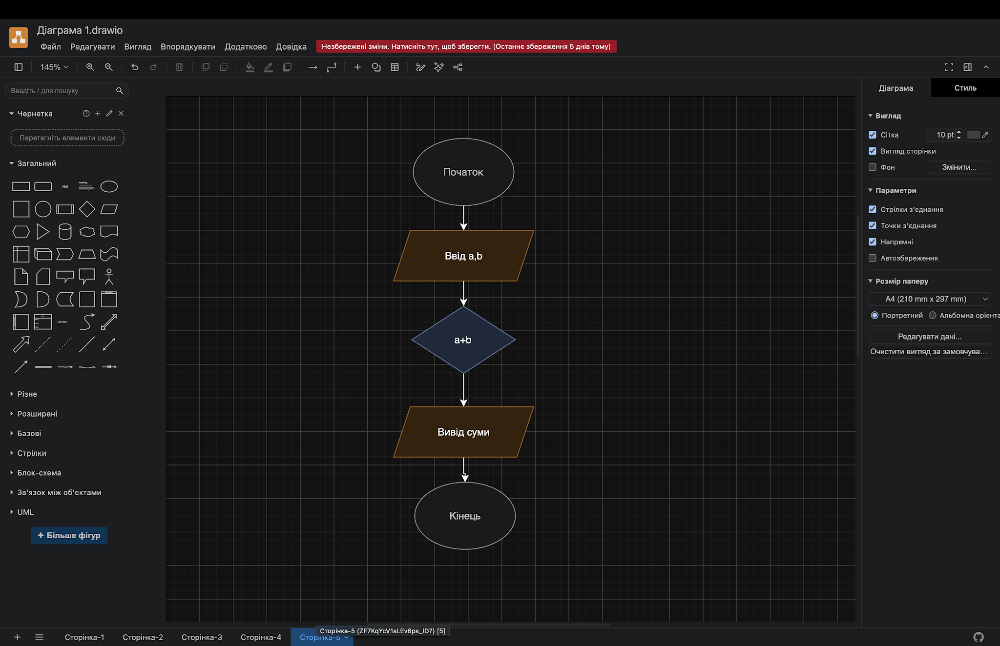 Діаграма 1.drawio
Файл Редагувати Вигляд Впорядкувати Додатково Довідка Незбережені зміни. Натисніть тут, щоб зберегти. (Останнє збереження 5 днів тому)
145%
Введіть / для пошуку
Чернетка
Перетягніть елементи сюди
Загальний
Text
Heading
List
List Item
Різне
Розширені
Базові
Стрілки
Блок-схема
Зв'язок між об'єктами
UML
+ Більше фігур
Початок
Ввід a,b
a+b
Вивід суми
Кінець
Діаграма Стиль
Вигляд
Сітка 10 pt
Вигляд сторінки
Фон Змінити...
Параметри
Стрілки з'єднання
Точки з'єднання
Напрямні
Автозбереження
Розмір паперу
A4 (210 mm x 297 mm)
Портретний Альбомна орієнта
Редагувати дані...
Очистити вигляд за замовчува...
Сторінка-1 Сторінка-2 Сторінка-3 Сторінка-4 Сторінка-5
Сторінка-5 (ZF7KqYcV1sLEv6ps_ID7) [5]